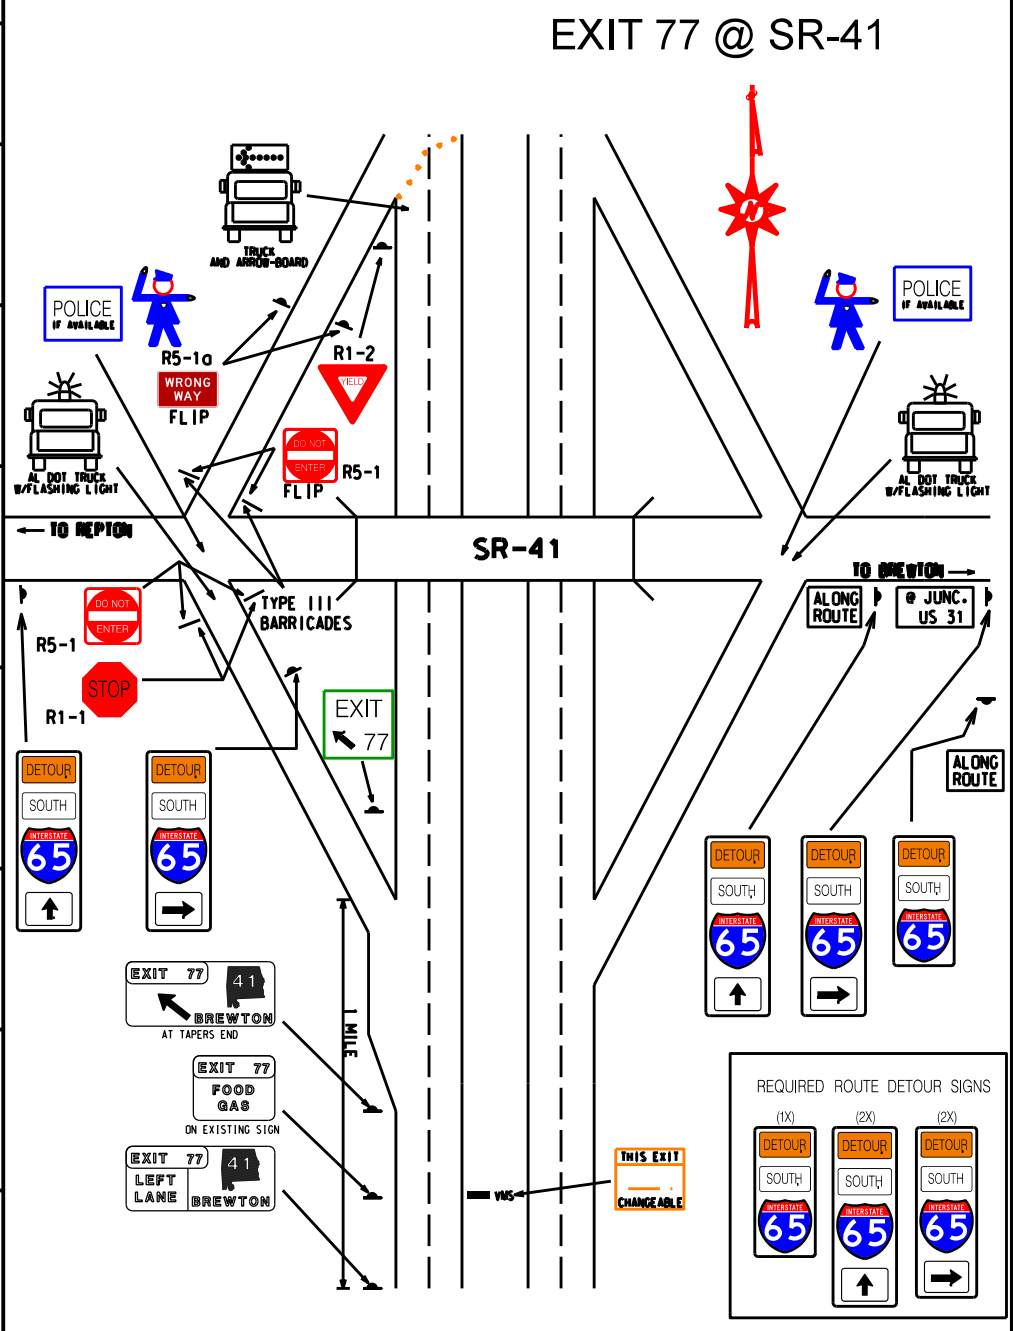 EXIT 77 @ SR-41
TRUCK
AND ARROW-BOARD
N
POLICE
IF AVAILABLE
POLICE
IF AVAILABLE
R5-1a
WRONG
WAY
FLIP
R1-2
YIELD
DO NOT
ENTER
R5-1
FLIP
AL DOT TRUCK
W/FLASHING LIGHT
AL DOT TRUCK
W/FLASHING LIGHT
TO REPTON
SR-41
TO BREWTON
DO NOT
ENTER
R5-1
TYPE III
BARRICADES
ALONG
ROUTE
@ JUNC.
US 31
STOP
R1-1
EXIT
77
ALONG
ROUTE
DETOUR
SOUTH
INTERSTATE
65
DETOUR
SOUTH
INTERSTATE
65
DETOUR
SOUTH
INTERSTATE
65
DETOUR
SOUTH
INTERSTATE
65
DETOUR
SOUTH
INTERSTATE
65
EXIT 77
41
BREWTON
AT TAPERS END
1 MILE
EXIT 77
FOOD
GAS
ON EXISTING SIGN
EXIT 77
LEFT
LANE
41
BREWTON
VMS
THIS EXIT
CHANGEABLE
REQUIRED ROUTE DETOUR SIGNS
(1X)
(2X)
(2X)
DETOUR
SOUTH
INTERSTATE
65
DETOUR
SOUTH
INTERSTATE
65
DETOUR
SOUTH
INTERSTATE
65